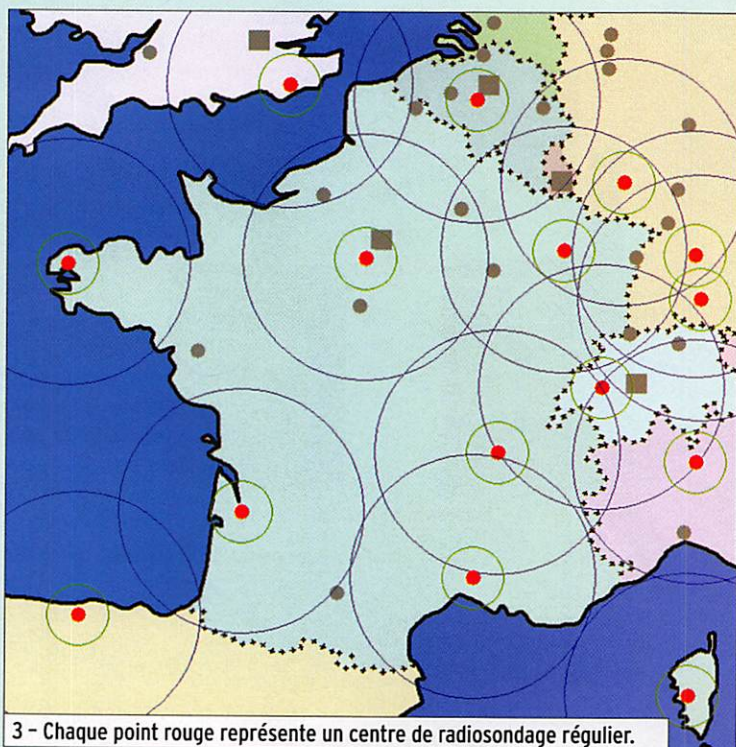 3 – Chaque point rouge représente un centre de radiosondage régulier.